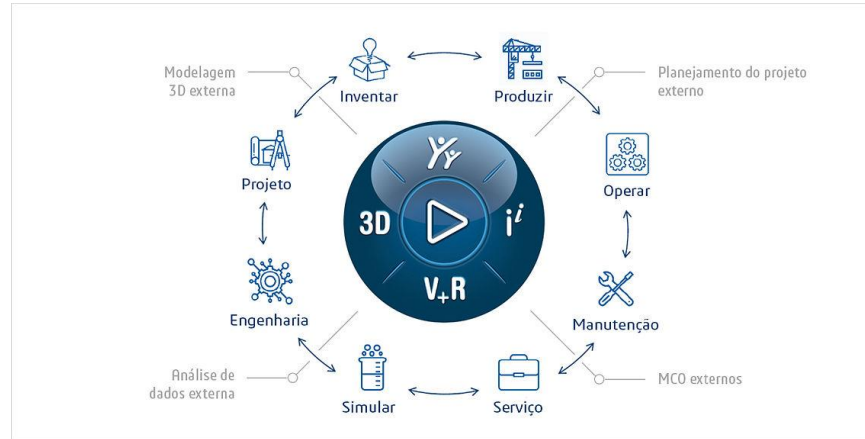 Modelagem
3D externa
Inventar
Produzir
Planejamento do projeto
externo
Projeto
Operar
3D
i i
V+R
Engenharia
Manutenção
Análise de
dados externa
Simular
Serviço
MCO externos